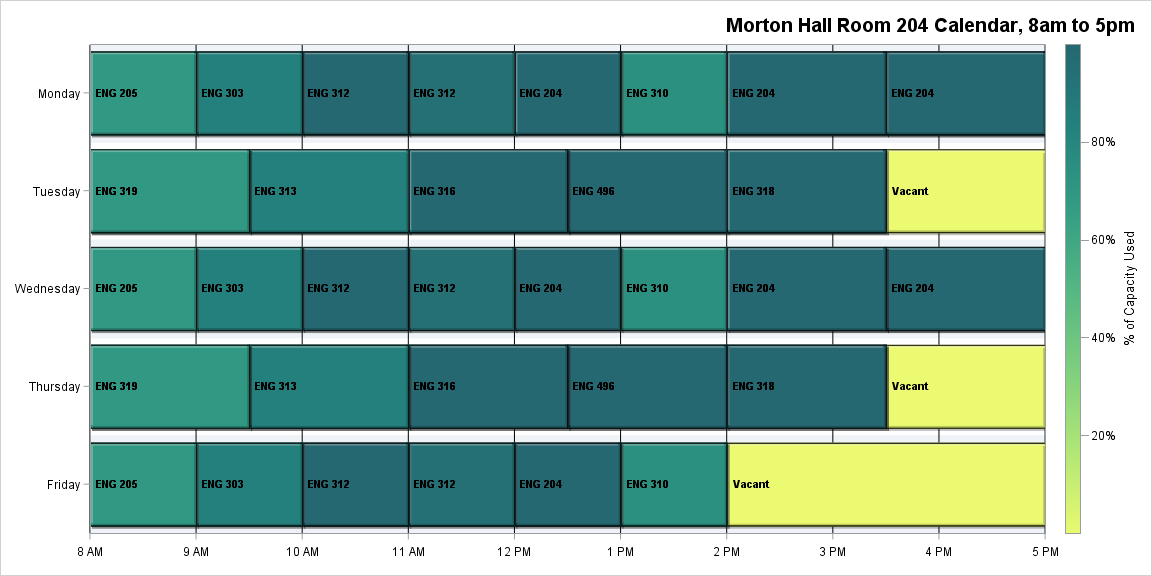 Morton Hall Room 204 Calendar, 8am to 5pm
Monday ENG 205 ENG 303 ENG 312 ENG 312 ENG 204 ENG 310 ENG 204 ENG 204
Tuesday ENG 319 ENG 313 ENG 316 ENG 496 ENG 318 Vacant
Wednesday ENG 205 ENG 303 ENG 312 ENG 312 ENG 204 ENG 310 ENG 204 ENG 204
Thursday ENG 319 ENG 313 ENG 316 ENG 496 ENG 318 Vacant
Friday ENG 205 ENG 303 ENG 312 ENG 312 ENG 204 ENG 310 Vacant
8 AM 9 AM 10 AM 11 AM 12 PM 1 PM 2 PM 3 PM 4 PM 5 PM
80%
60%
40%
20%
% of Capacity Used